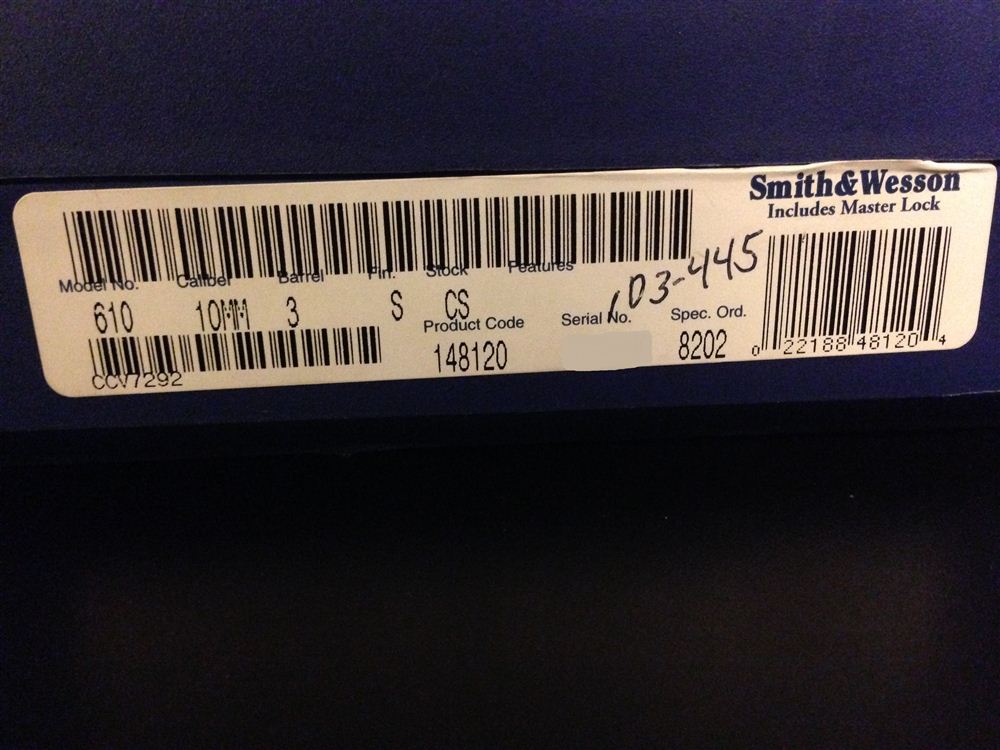 Smith&Wesson
Includes Master Lock
Model No. Caliber Barrel Fin. Stock Features
610 10MM 3 S CS
103-445
Product Code Serial No. Spec. Ord.
148120 8202
CCV7292
0 22188 48120 4